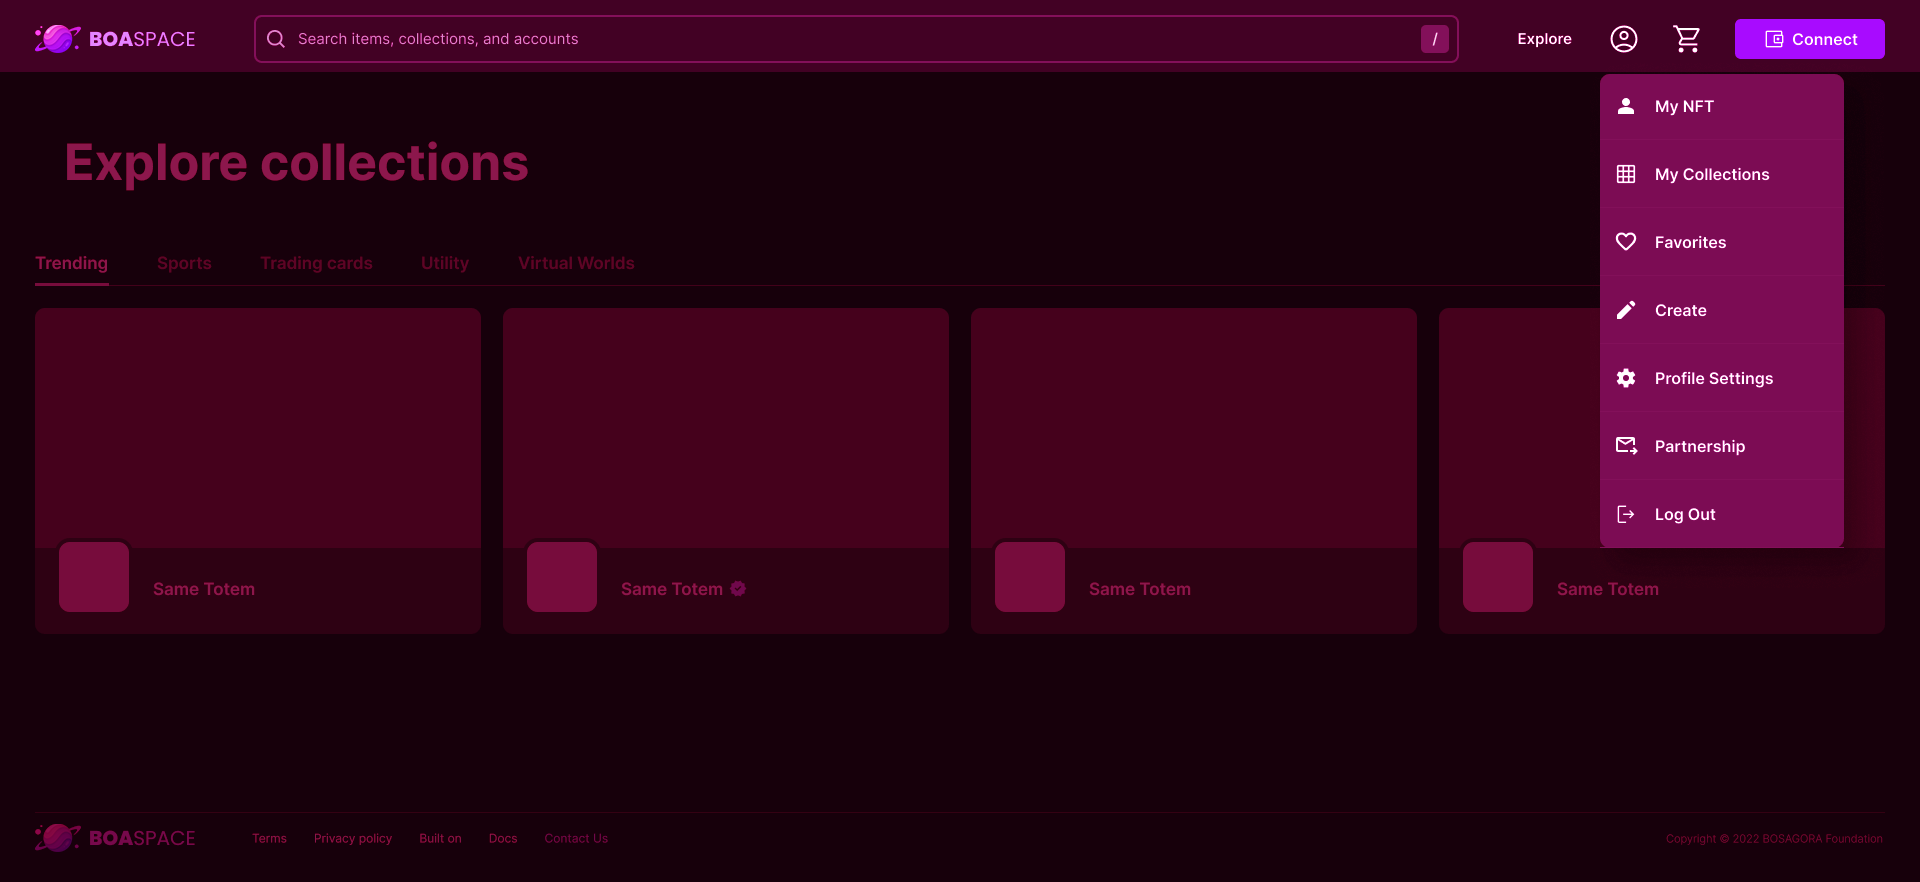 BOASPACE
Search items, collections, and accounts
/
Explore
Connect
My NFT
My Collections
Favorites
Create
Profile Settings
Partnership
Log Out
Explore collections
Trending
Sports
Trading cards
Utility
Virtual Worlds
Same Totem
Same Totem
Same Totem
Same Totem
BOASPACE
Terms
Privacy policy
Built on
Docs
Contact Us
Copyright © 2022 BOSAGORA Foundation